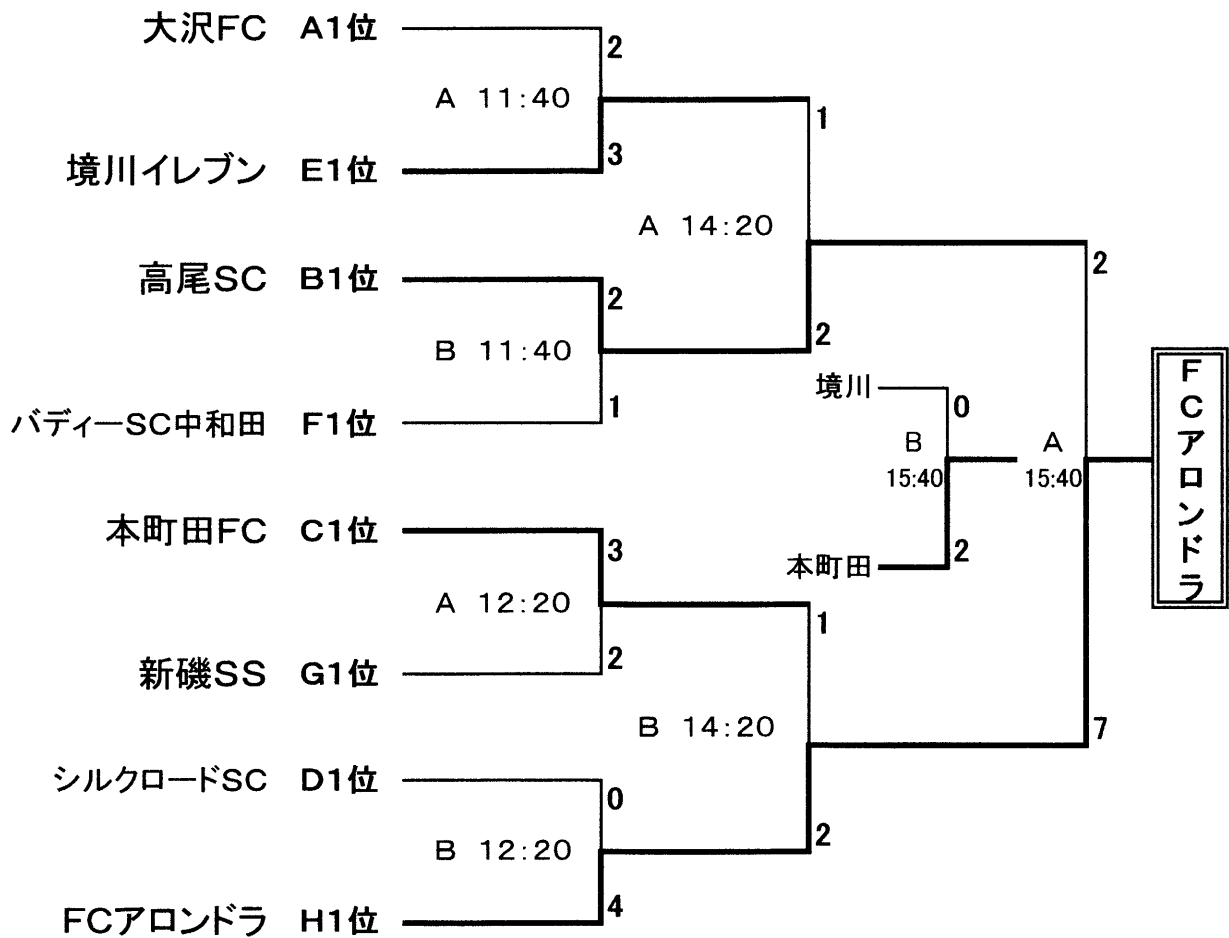 大沢FC A1位
2
A 11:40
1
境川イレブン E1位
3
A 14:20
2
高尾SC B1位
2
B 11:40
2
バディーSC中和田 F1位
1
境川
0
B
15:40
A
15:40
本町田
2
FCアロンドラ
本町田FC C1位
3
A 12:20
1
新磯SS G1位
2
B 14:20
7
シルクロードSC D1位
0
B 12:20
2
FCアロンドラ H1位
4